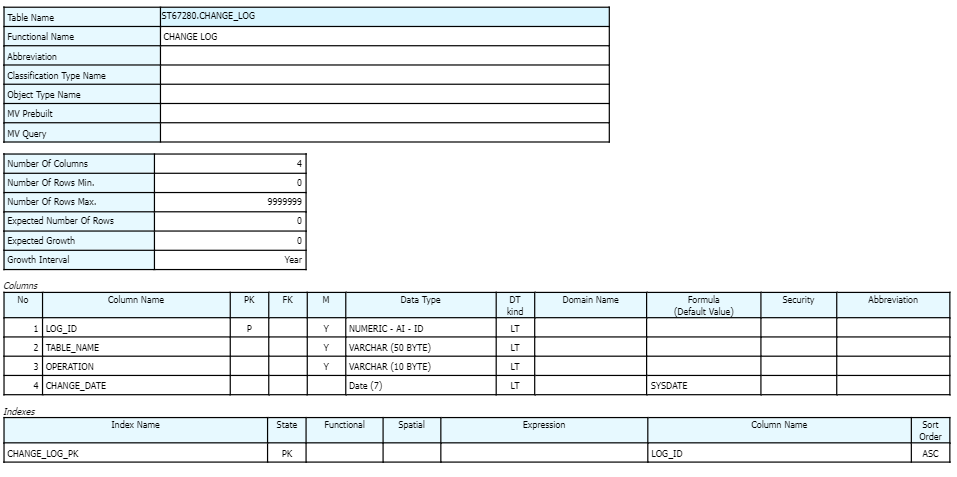 Table Name ST67280.CHANGE_LOG
Functional Name CHANGE LOG
Abbreviation
Classification Type Name
Object Type Name
MV Prebuilt
MV Query
Number Of Columns 4
Number Of Rows Min. 0
Number Of Rows Max. 9999999
Expected Number Of Rows 0
Expected Growth 0
Growth Interval Year
Columns
No Column Name PK FK M Data Type DT kind Domain Name Formula (Default Value) Security Abbreviation
1 LOG_ID P Y NUMERIC - AI - ID LT
2 TABLE_NAME Y VARCHAR (50 BYTE) LT
3 OPERATION Y VARCHAR (10 BYTE) LT
4 CHANGE_DATE Date (7) LT SYSDATE
Indexes
Index Name State Functional Spatial Expression Column Name Sort Order
CHANGE_LOG_PK PK LOG_ID ASC